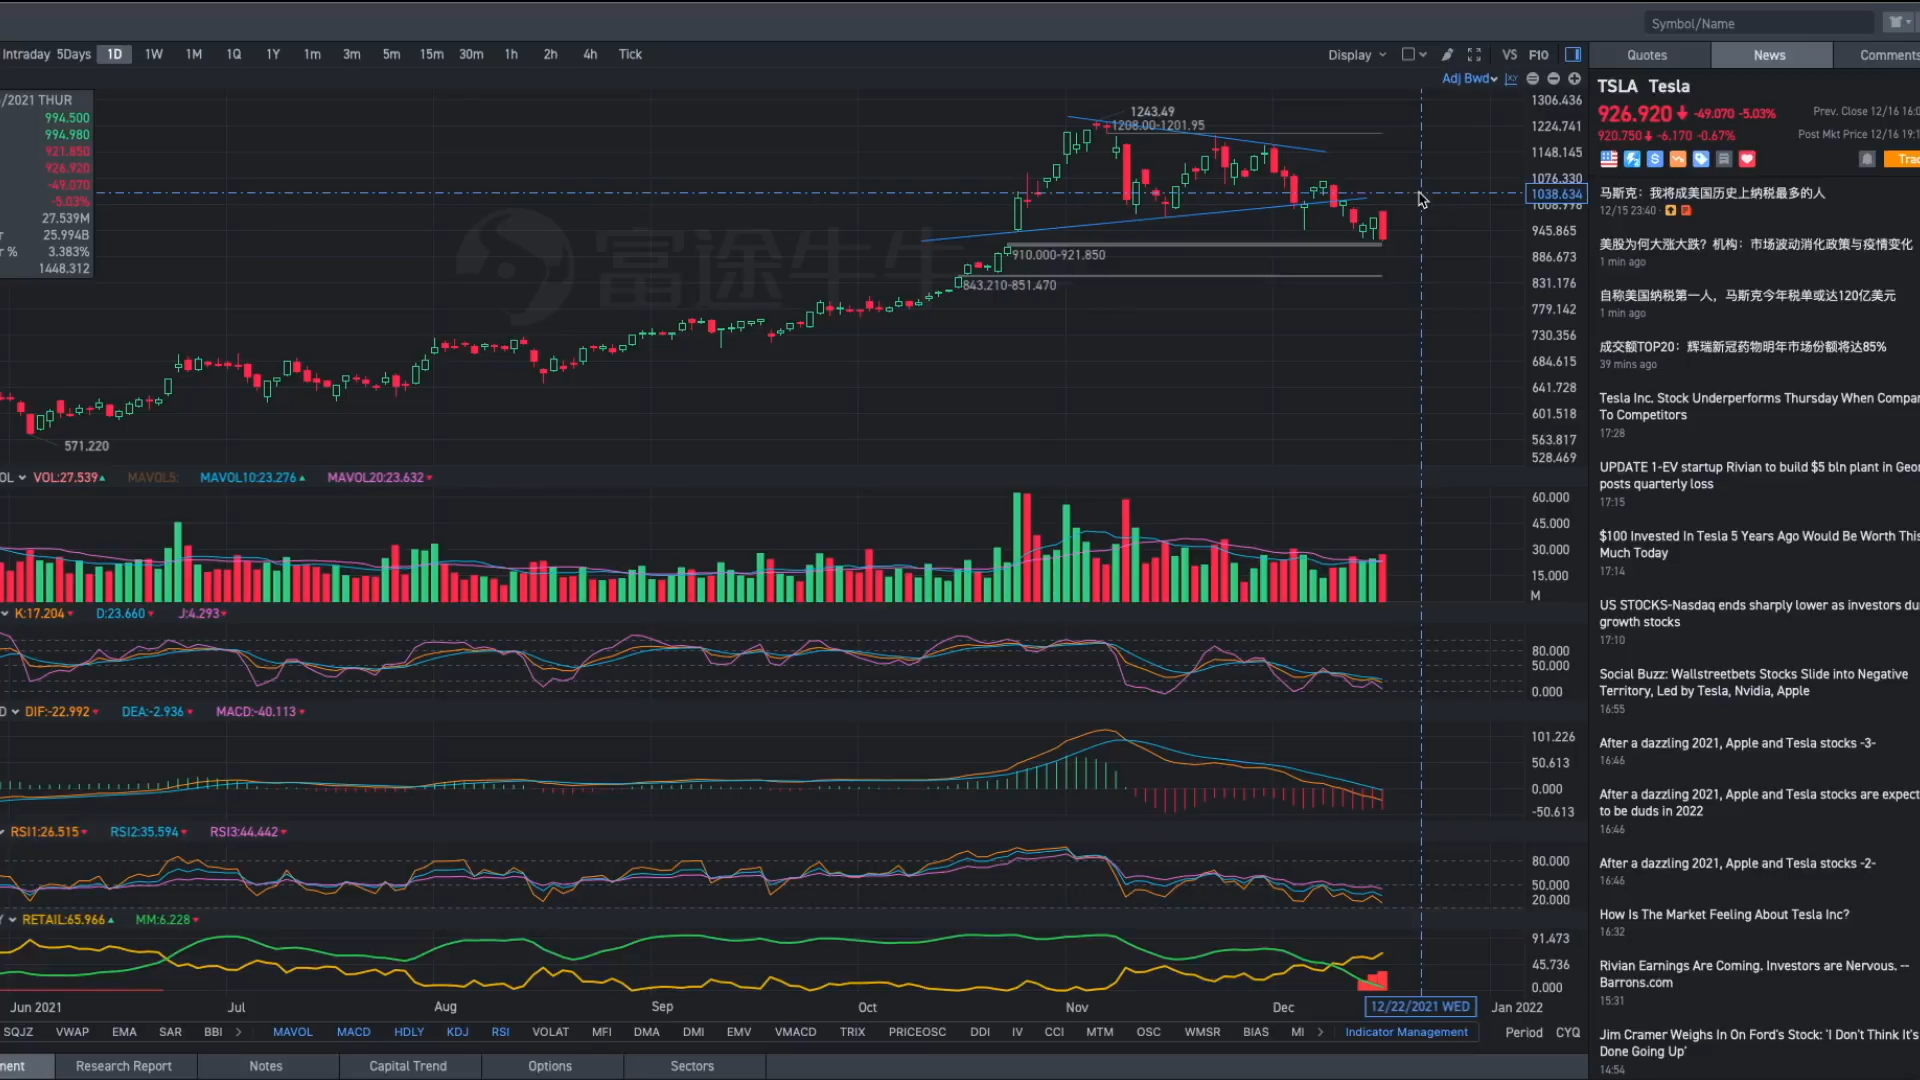 Symbol/Name
Intraday 5Days 1D 1W 1M 1Q 1Y 1m 3m 5m 15m 30m 1h 2h 4h Tick
Display VS F10
Quotes News Comments
Adj Bwd
TSLA Tesla
926.920 -49.070 -5.03% Prev. Close 12/16 16:0
920.750 -6.170 -0.67% Post Mkt Price 12/16 19:1
Trac
/2021 THUR
994.500
994.980
921.850
926.920
-49.070
-5.03%
27.539M
25.994B
% 3.383%
1448.312
1243.49
1208.00-1201.95
910.000-921.850
843.210-851.470
571.220
富途牛牛
1306.436
1224.741
1148.145
1076.330
1038.634
1008.998
945.865
886.673
831.176
779.142
730.356
684.615
641.728
601.518
563.817
528.469
OL VOL:27.539 MAVOL5: MAVOL10:23.276 MAVOL20:23.632
60.000
45.000
30.000
15.000
M
K:17.204 D:23.660 J:4.293
80.000
50.000
0.000
D DIF:-22.992 DEA:-2.936 MACD:-40.113
101.226
50.613
0.000
-50.613
RSI1:26.515 RSI2:35.594 RSI3:44.442
80.000
50.000
20.000
Y RETAIL:65.966 MM:6.228
91.473
45.736
0.000
Jun 2021 Jul Aug Sep Oct Nov Dec 12/22/2021 WED Jan 2022
SQJZ VWAP EMA SAR BBI MAVOL MACD HDLY KDJ RSI VOLAT MFI DMA DMI EMV VMACD TRIX PRICEOSC DDI IV CCI MTM OSC WMSR BIAS MI Indicator Management Period CYQ
ment Research Report Notes Capital Trend Options Sectors
马斯克：我将成美国历史上纳税最多的人
12/15 23:40
美股为何大涨大跌？机构：市场波动消化政策与疫情变化
1 min ago
自称美国纳税第一人，马斯克今年税单或达120亿美元
1 min ago
成交额TOP20：辉瑞新冠药物明年市场份额将达85%
39 mins ago
Tesla Inc. Stock Underperforms Thursday When Compar
To Competitors
17:28
UPDATE 1-EV startup Rivian to build $5 bln plant in Geor
posts quarterly loss
17:15
$100 Invested In Tesla 5 Years Ago Would Be Worth This
Much Today
17:14
US STOCKS-Nasdaq ends sharply lower as investors du
growth stocks
17:10
Social Buzz: Wallstreetbets Stocks Slide into Negative
Territory, Led by Tesla, Nvidia, Apple
16:55
After a dazzling 2021, Apple and Tesla stocks -3-
16:46
After a dazzling 2021, Apple and Tesla stocks are expect
to be duds in 2022
16:46
After a dazzling 2021, Apple and Tesla stocks -2-
16:46
How Is The Market Feeling About Tesla Inc?
16:32
Rivian Earnings Are Coming. Investors are Nervous. --
Barrons.com
15:31
Jim Cramer Weighs In On Ford's Stock: 'I Don't Think It's
Done Going Up'
14:54